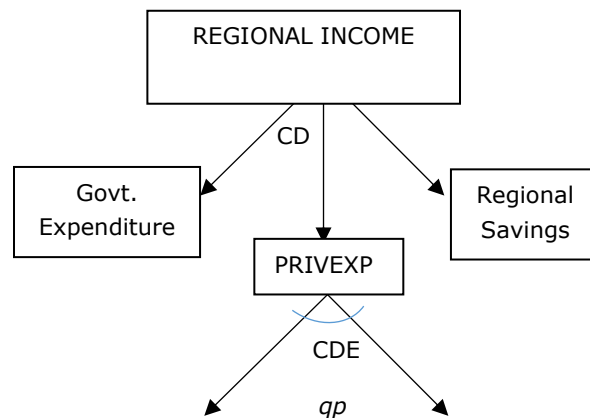 REGIONAL INCOME
CD
Govt.
Expenditure
Regional
Savings
PRIVEXP
CDE
qp